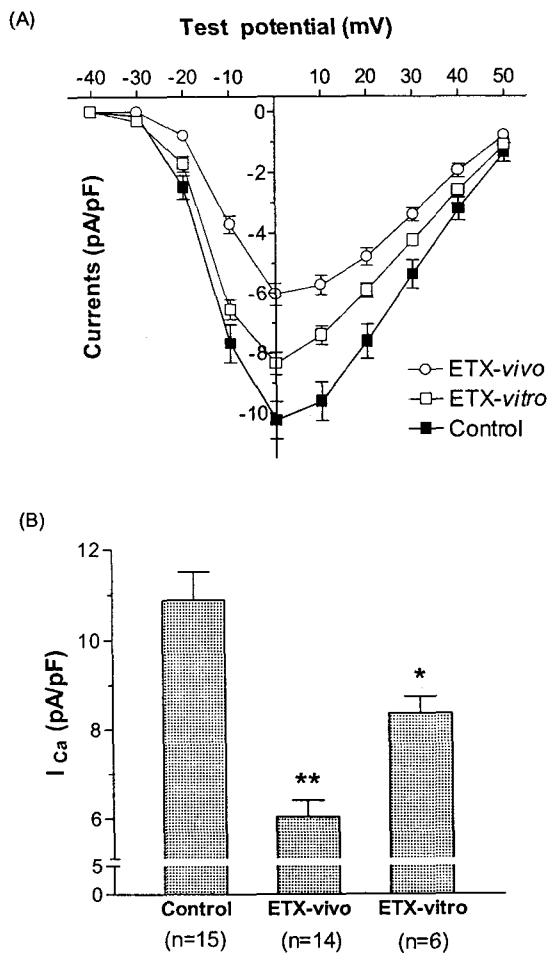 (A)
Test potential (mV)
-40 -30 -20 -10 0 10 20 30 40 50
-2
-4
-6
-8
-10
Currents (pA/pF)
ETX-vivo
ETX-vitro
Control
(B)
12
10
8
6
5
0
I Ca (pA/pF)
**
*
Control ETX-vivo ETX-vitro
(n=15) (n=14) (n=6)